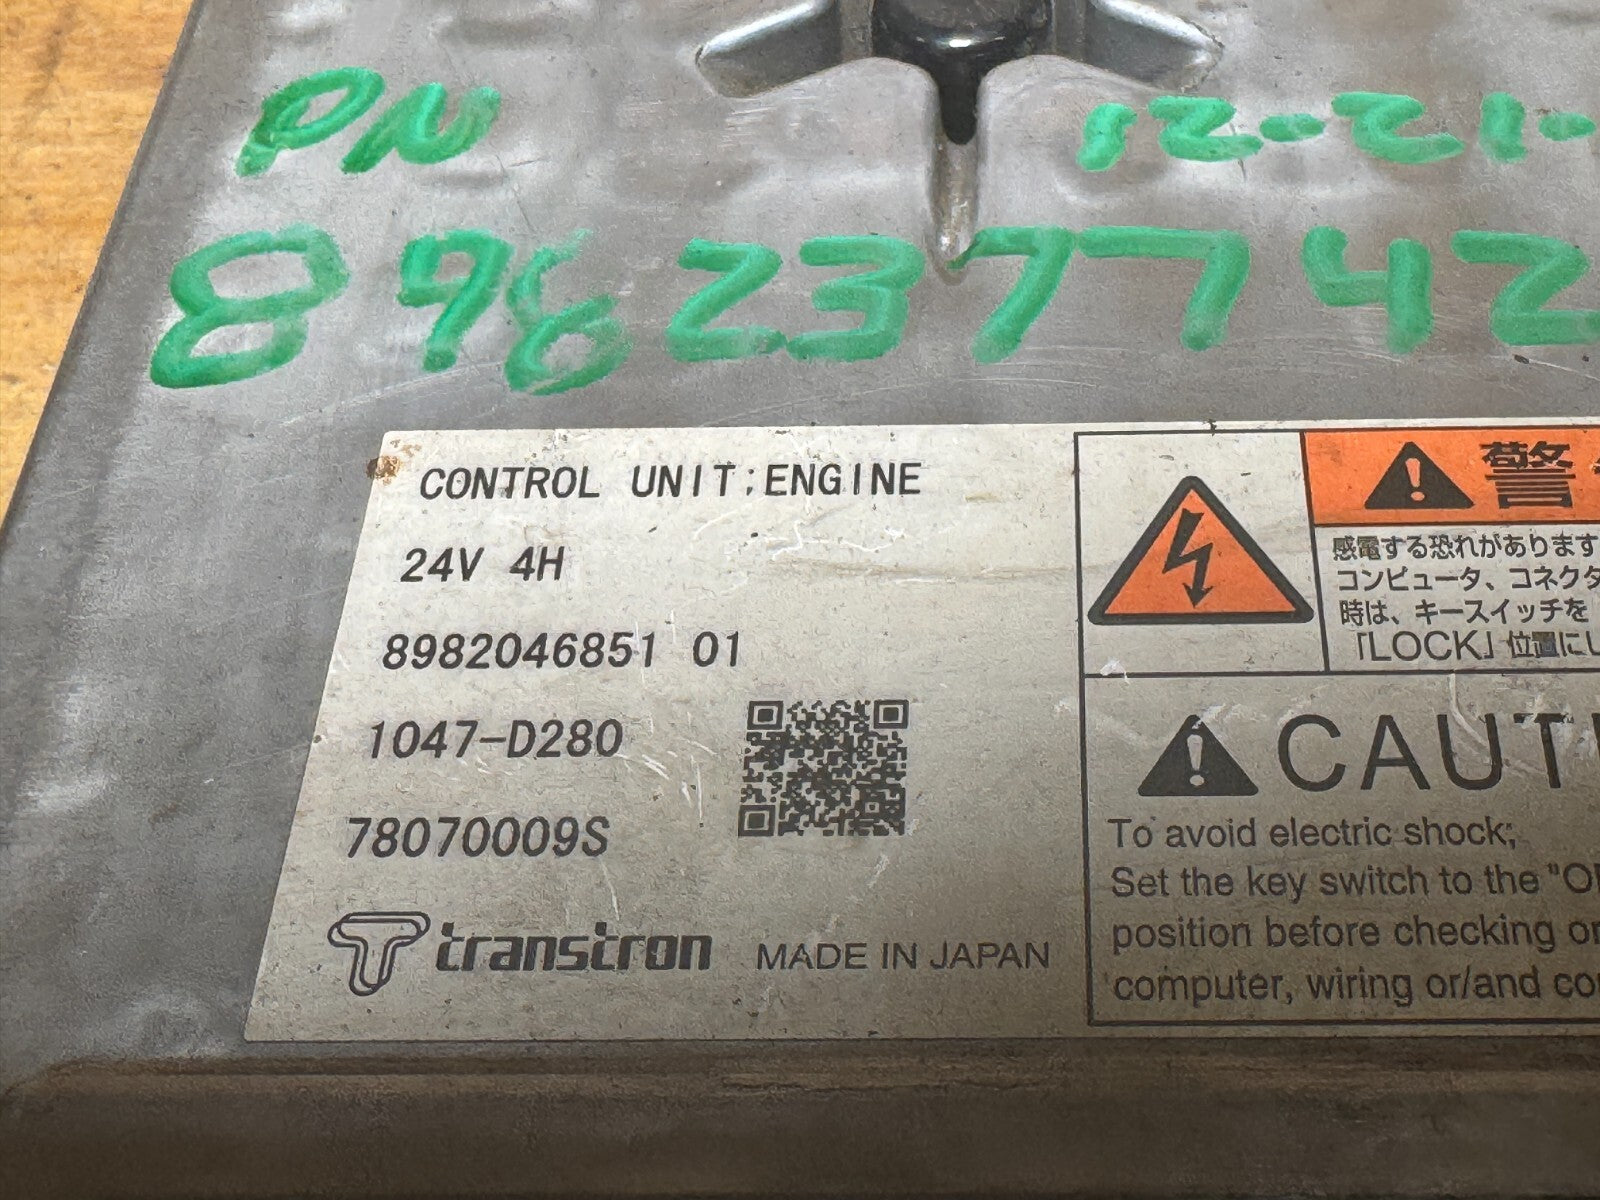 PN
12-21-
898237742
CONTROL UNIT;ENGINE
24V 4H
8982046851 01
1047-D280
78070009S
transtron MADE IN JAPAN
警
感電する恐れがあります
コンピュータ、コネクタ
時は、キースイッチを
「LOCK」位置にし
CAUTI
To avoid electric shock;
Set the key switch to the "O
position before checking or
computer, wiring or/and co